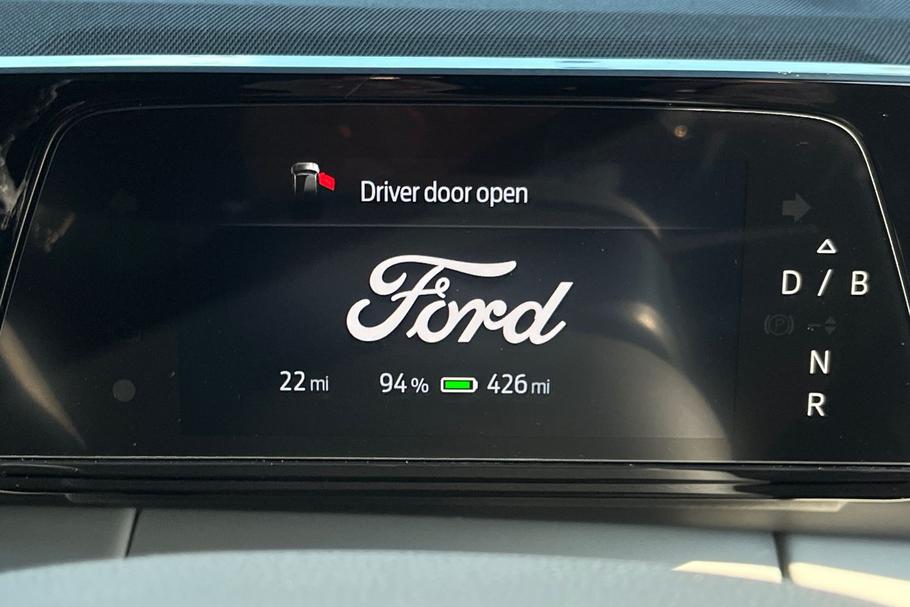 Driver door open
Ford
22 mi 94 % 426 mi
D / B
P
N
R